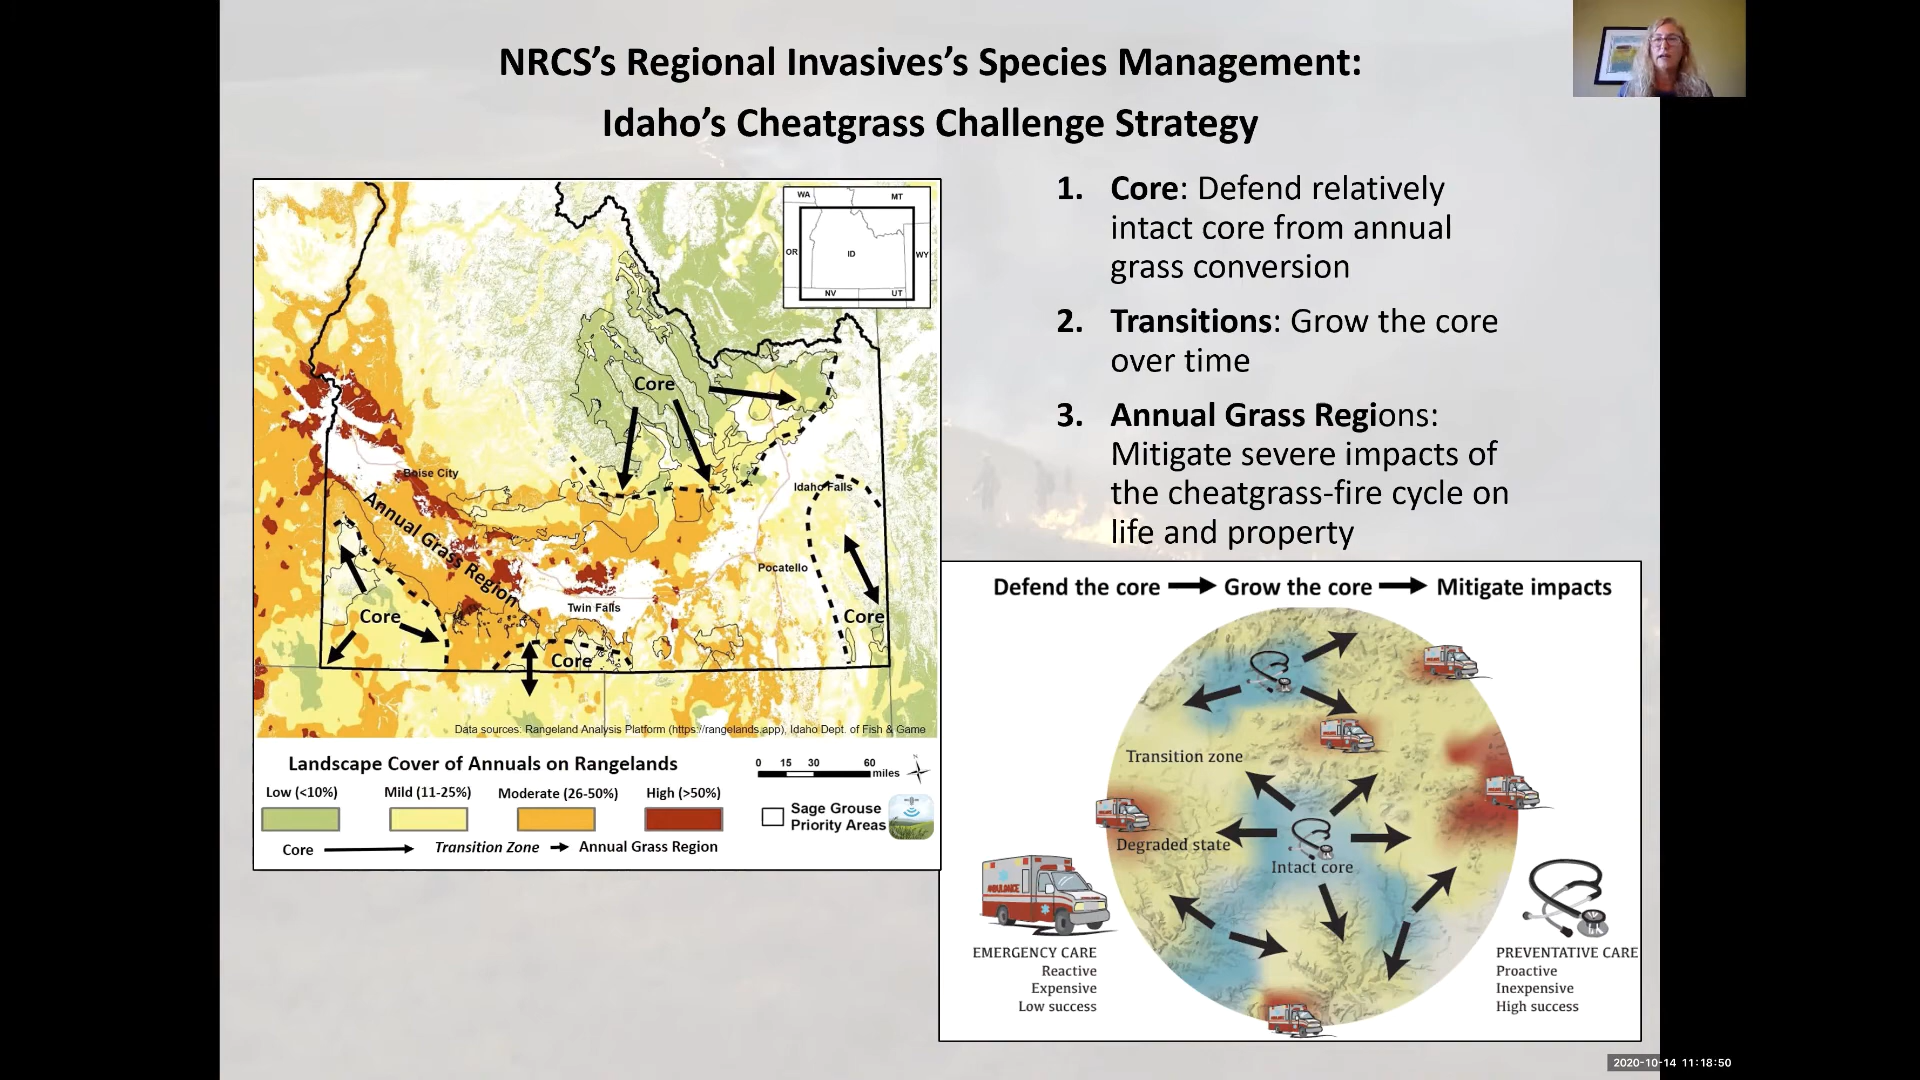 NRCS’s Regional Invasives’s Species Management:
Idaho’s Cheatgrass Challenge Strategy
1. Core: Defend relatively
intact core from annual
grass conversion
2. Transitions: Grow the core
over time
3. Annual Grass Regions:
Mitigate severe impacts of
the cheatgrass-fire cycle on
life and property
WA
MT
OR
ID
WY
NV
UT
Core
Boise City
Idaho Falls
Annual Grass Region
Pocatello
Twin Falls
Core
Core
Core
Data sources: Rangeland Analysis Platform (https://rangelands.app), Idaho Dept. of Fish & Game
Landscape Cover of Annuals on Rangelands
Low (<10%) Mild (11-25%) Moderate (26-50%) High (>50%)
Core Transition Zone Annual Grass Region
0 15 30 60
miles
Sage Grouse
Priority Areas
Defend the core Grow the core Mitigate impacts
Transition zone
Degraded state
Intact core
AMBULANCE
EMERGENCY CARE
Reactive
Expensive
Low success
PREVENTATIVE CARE
Proactive
Inexpensive
High success
2020-10-14 11:18:50